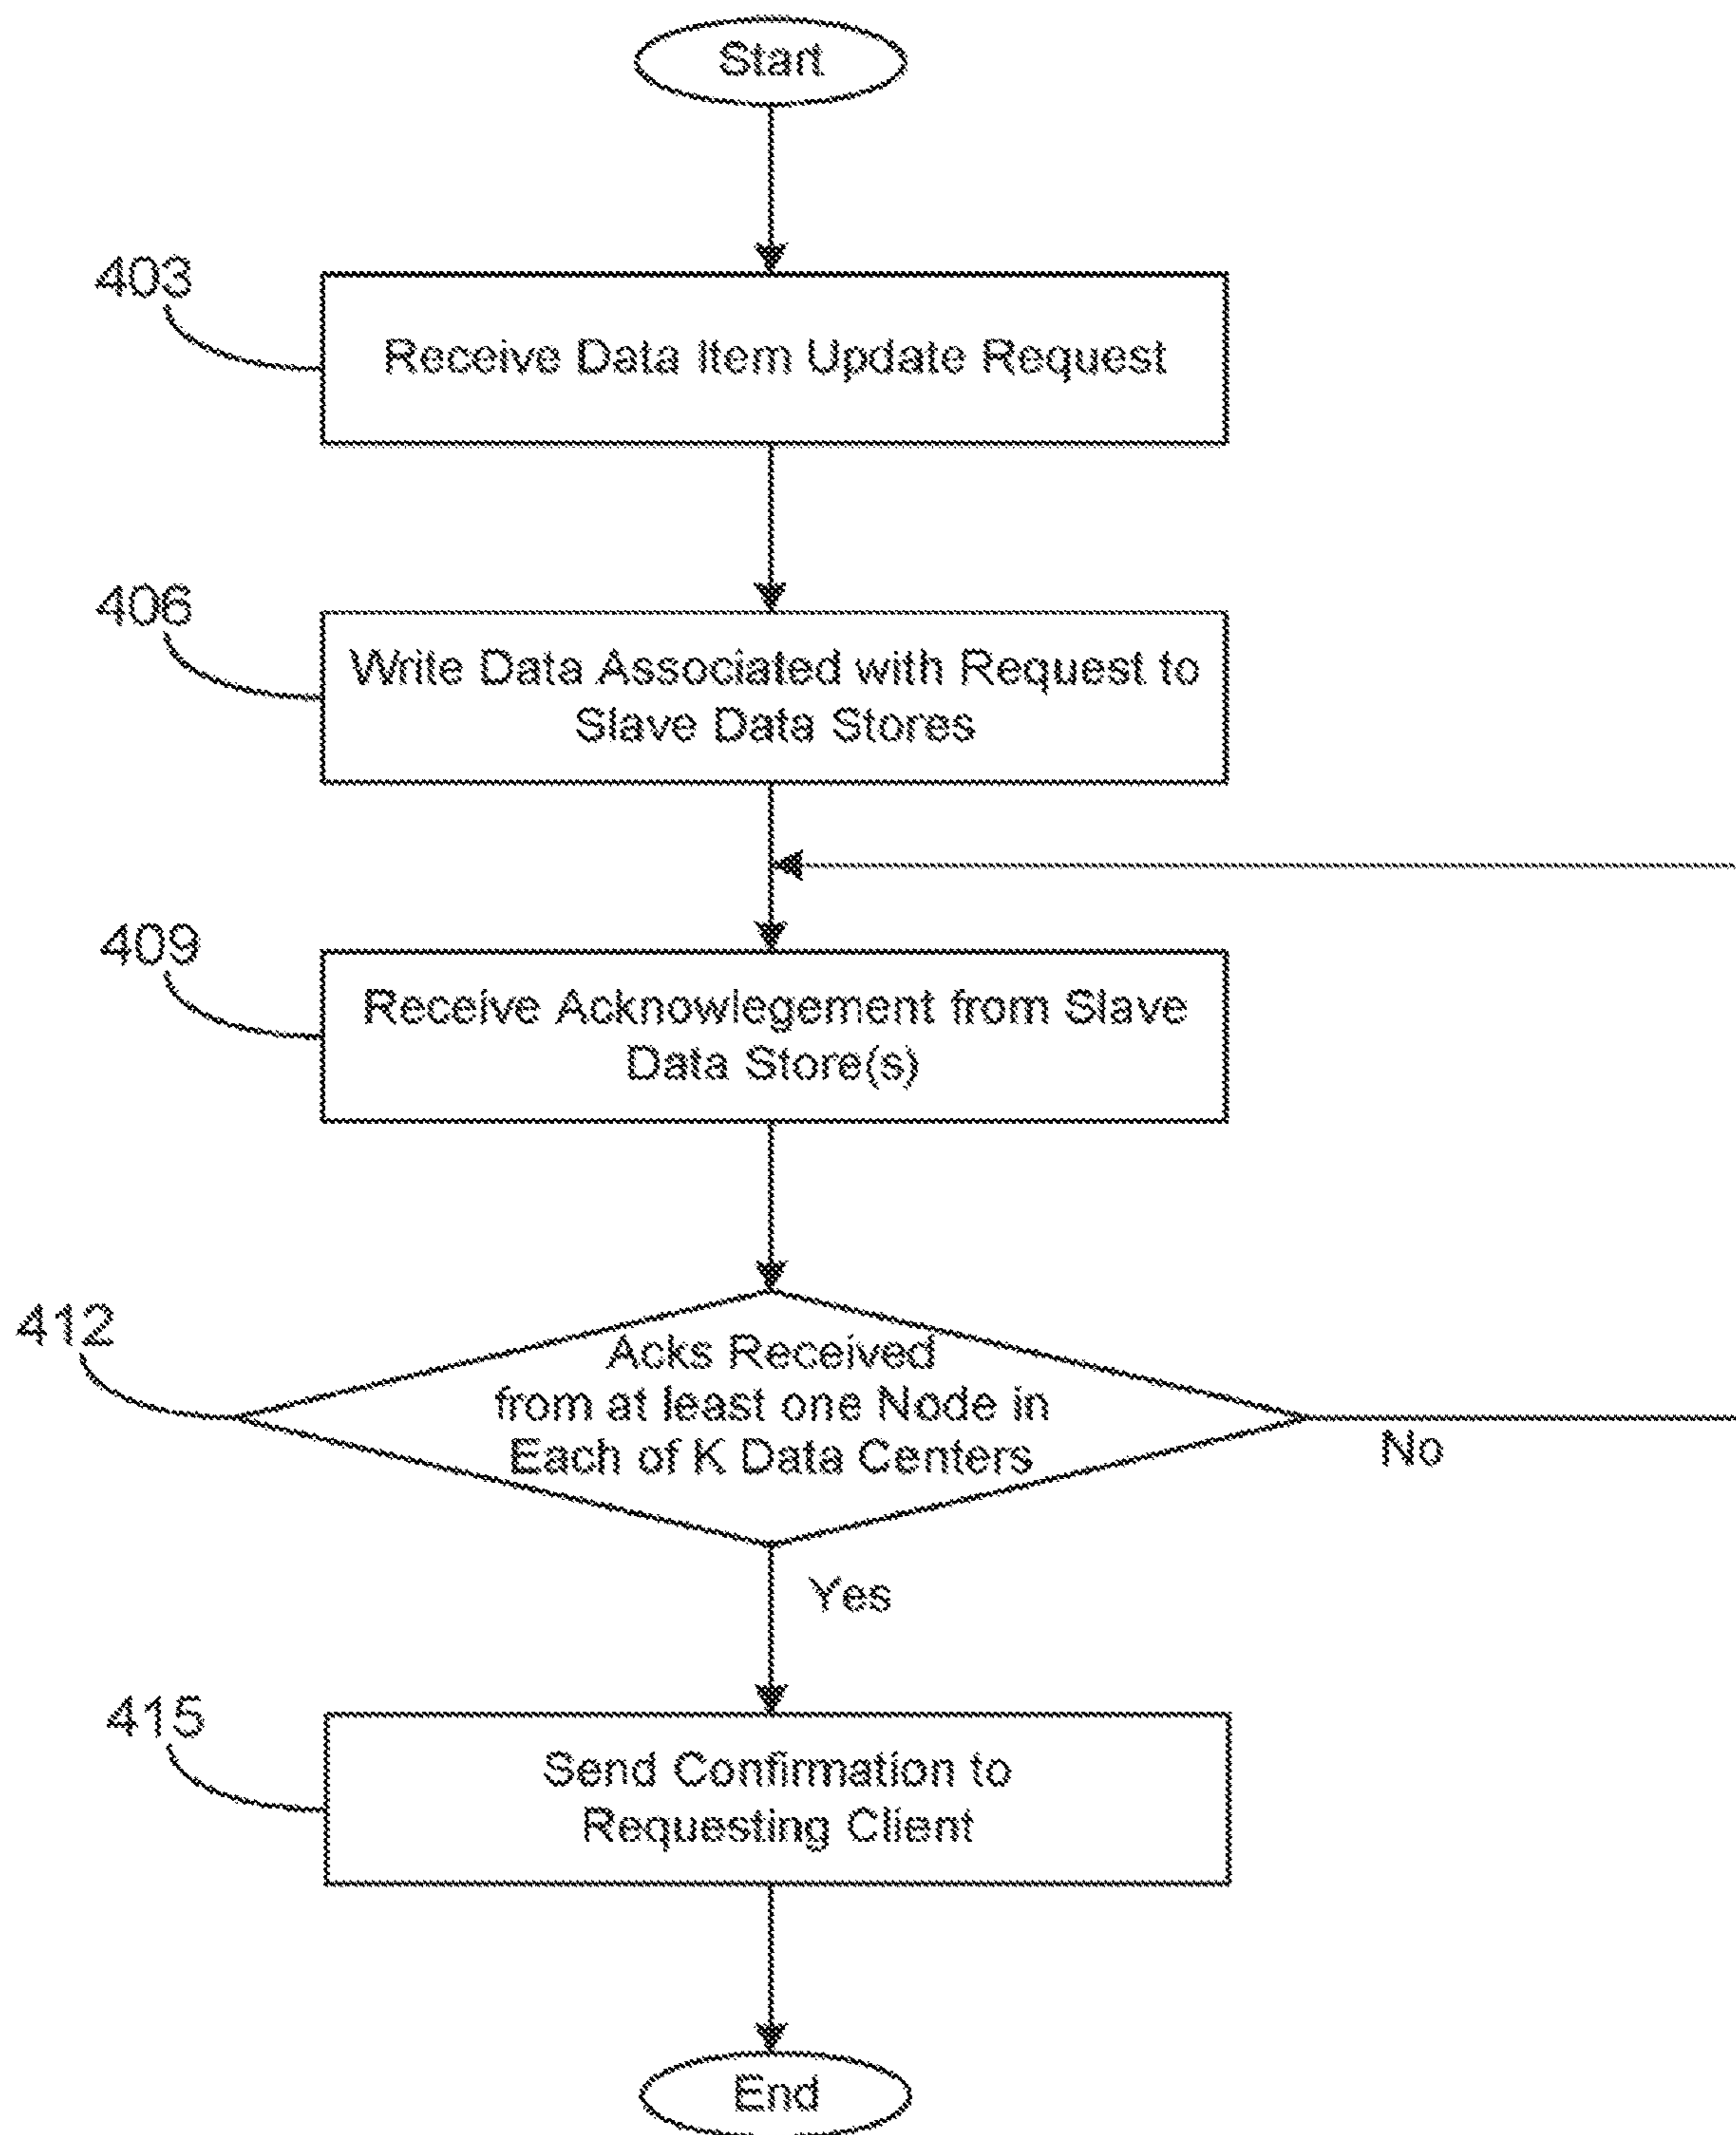 Start
403
Receive Data Item Update Request
406
Write Data Associated with Request to
Slave Data Stores
409
Receive Acknowlegement from Slave
Data Store(s)
412
Acks Received
from at least one Node in
Each of K Data Centers
No
Yes
415
Send Confirmation to
Requesting Client
End